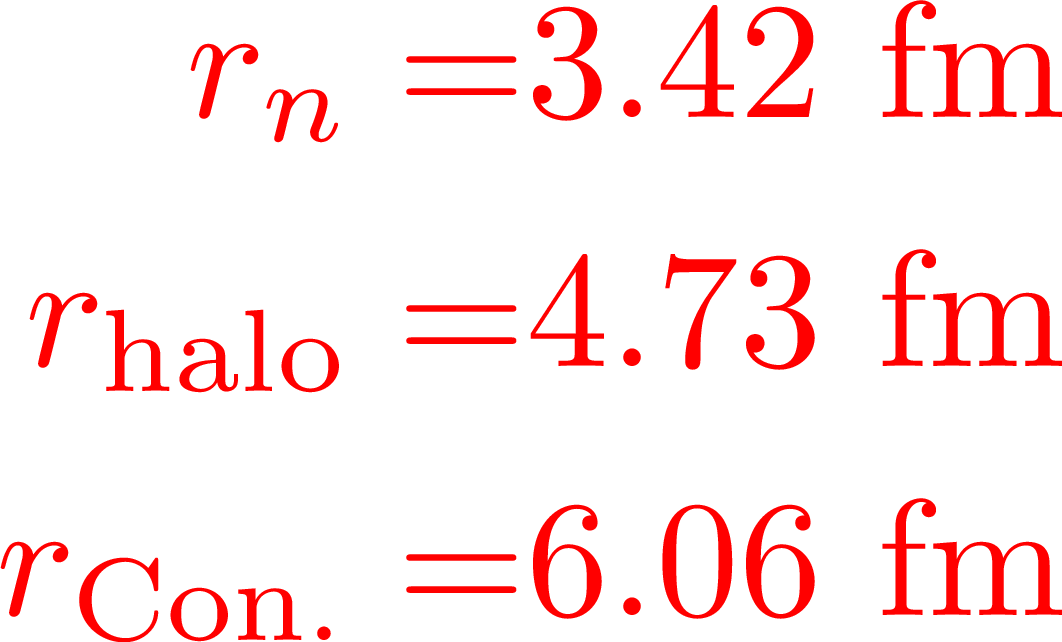 r_n =3.42 fm
r_halo =4.73 fm
r_Con. =6.06 fm